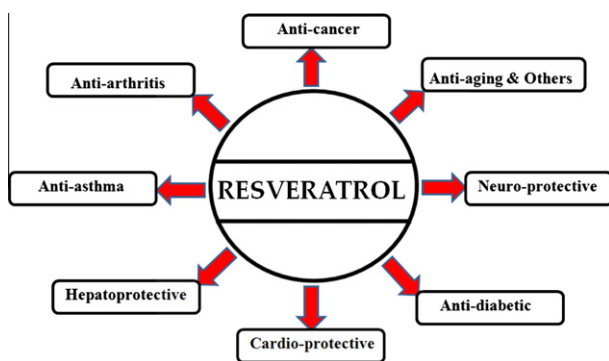 Anti-cancer
Anti-arthritis
Anti-aging & Others
Anti-asthma
RESVERATROL
Neuro-protective
Hepatoprotective
Anti-diabetic
Cardio-protective